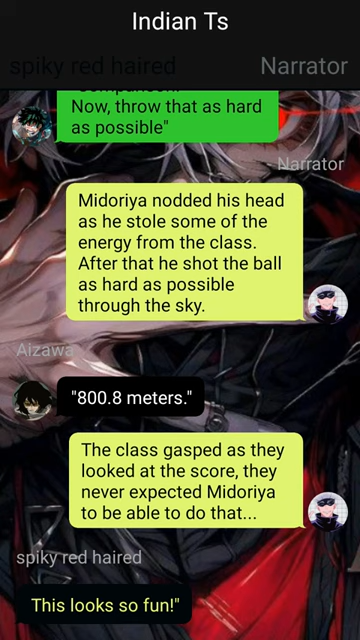 Indian Ts
spiky red haired
Narrator
Comparison.
Now, throw that as hard
as possible"
Narrator
Midoriya nodded his head
as he stole some of the
energy from the class.
After that he shot the ball
as hard as possible
through the sky.
Aizawa
"800.8 meters."
The class gasped as they
looked at the score, they
never expected Midoriya
to be able to do that...
spiky red haired
This looks so fun!"